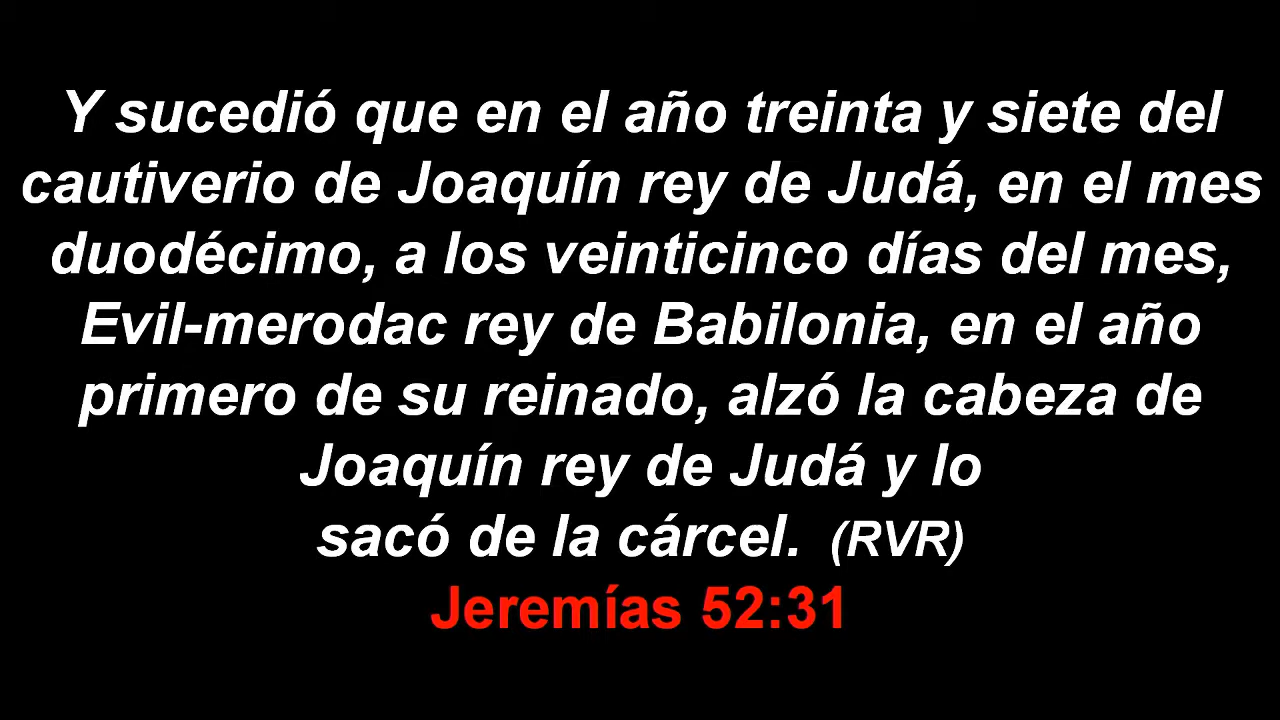 Y sucedió que en el año treinta y siete del
cautiverio de Joaquín rey de Judá, en el mes
duodécimo, a los veinticinco días del mes,
Evil-merodac rey de Babilonia, en el año
primero de su reinado, alzó la cabeza de
Joaquín rey de Judá y lo
sacó de la cárcel. (RVR)
Jeremías 52:31